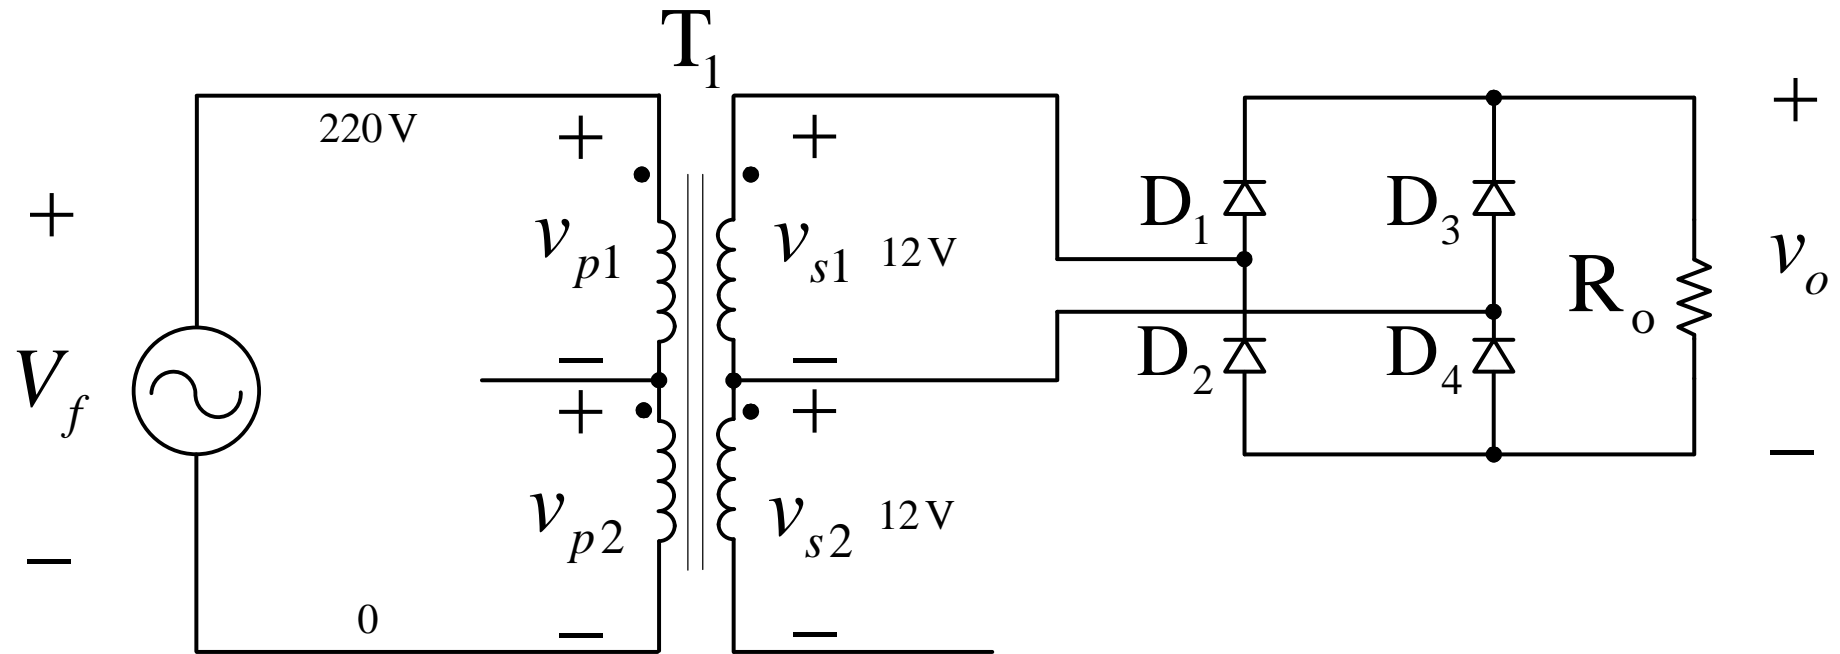 T1
220 V
+
+
+
+
D1
D3
Vf
vp1
vs1
12 V
Ro
vo
−
−
D2
D4
+
+
−
vp2
vs2
12 V
−
0
−
−